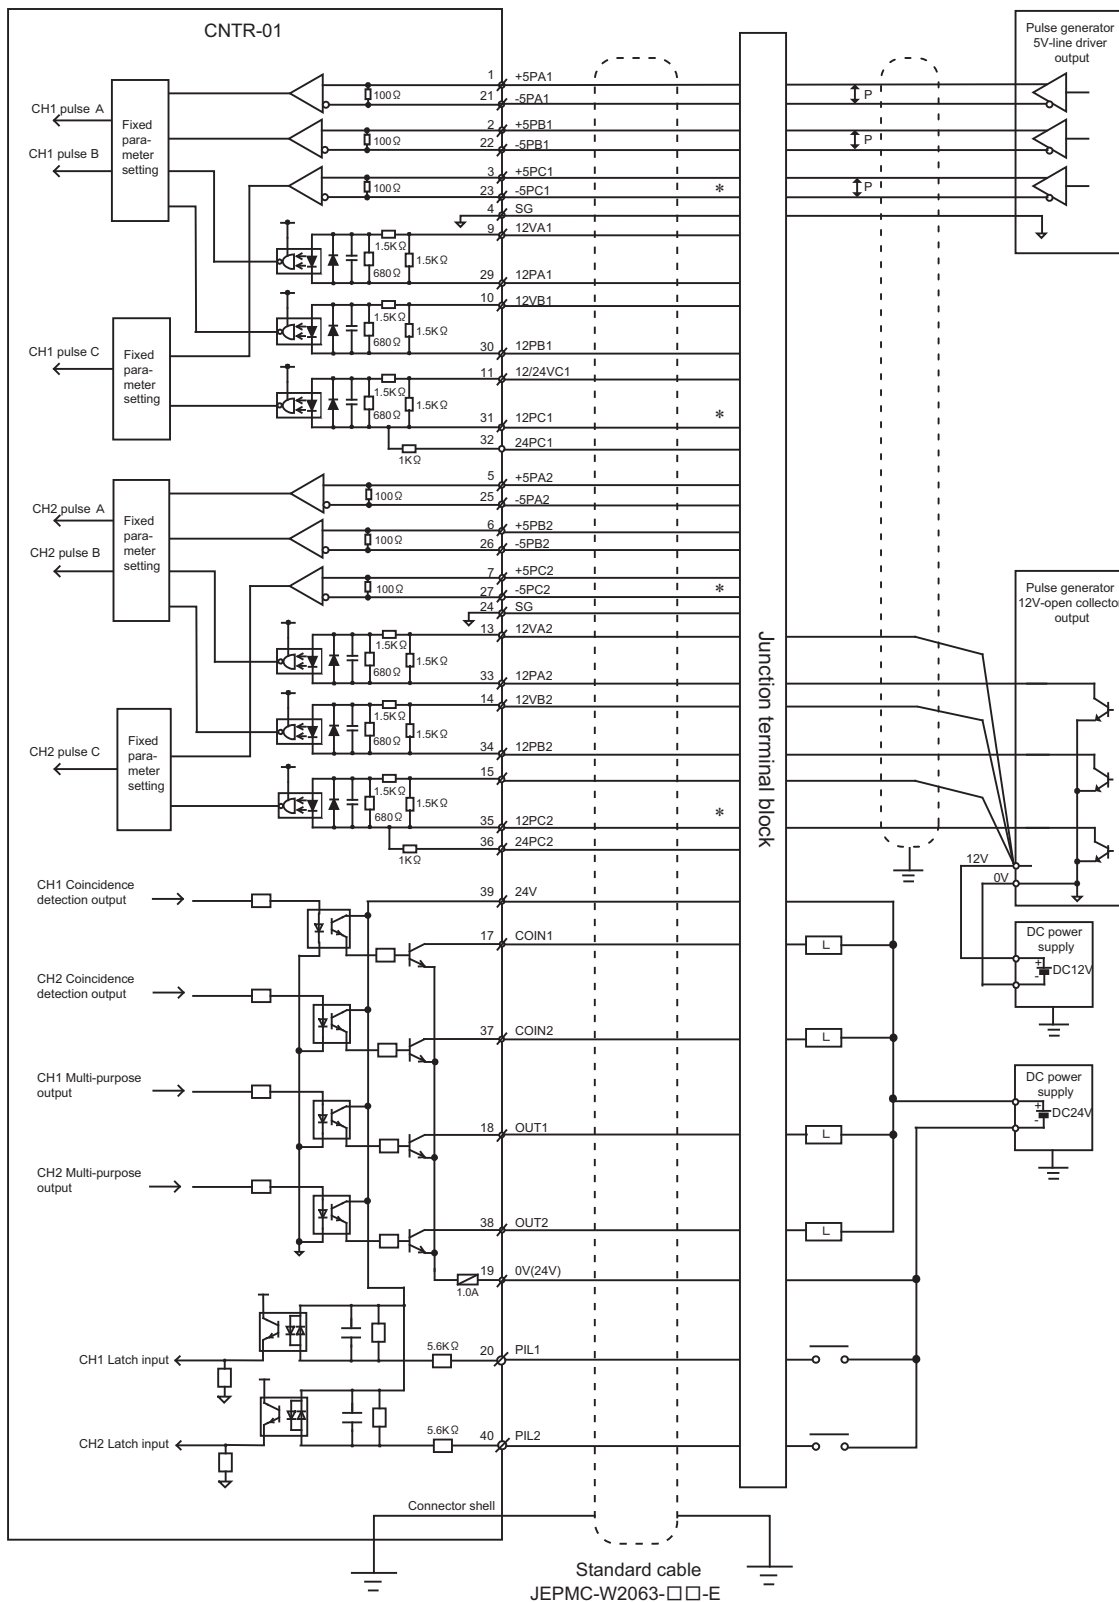 CNTR-01
Pulse generator
5V-line driver
output
1 +5PA1
100Ω
21 -5PA1
P
CH1 pulse A
2 +5PB1
Fixed
para-
meter
setting
100Ω
22 -5PB1
P
CH1 pulse B
3 +5PC1
100Ω
23 -5PC1
*
P
4 SG
9 12VA1
1.5KΩ
680Ω
1.5KΩ
29 12PA1
10 12VB1
1.5KΩ
680Ω
1.5KΩ
30 12PB1
CH1 pulse C
Fixed
para-
meter
setting
11 12/24VC1
1.5KΩ
680Ω
1.5KΩ
31 12PC1
*
32 24PC1
1KΩ
5 +5PA2
100Ω
25 -5PA2
CH2 pulse A
Fixed
para-
meter
setting
6 +5PB2
100Ω
26 -5PB2
CH2 pulse B
7 +5PC2
100Ω
27 -5PC2
*
24 SG
Pulse generator
12V-open collector
output
13 12VA2
1.5KΩ
680Ω
1.5KΩ
33 12PA2
14 12VB2
1.5KΩ
680Ω
1.5KΩ
34 12PB2
CH2 pulse C
Fixed
para-
meter
setting
15
1.5KΩ
680Ω
1.5KΩ
35 12PC2
*
36 24PC2
1KΩ
Junction terminal block
12V
0V
CH1 Coincidence
detection output
39 24V
17 COIN1
L
DC power
supply
+
-
DC12V
CH2 Coincidence
detection output
37 COIN2
L
CH1 Multi-purpose
output
DC power
supply
+
-
DC24V
18 OUT1
L
CH2 Multi-purpose
output
38 OUT2
L
19 0V(24V)
1.0A
5.6KΩ
CH1 Latch input
20 PIL1
5.6KΩ
CH2 Latch input
40 PIL2
Connector shell
Standard cable
JEPMC-W2063-□□-E